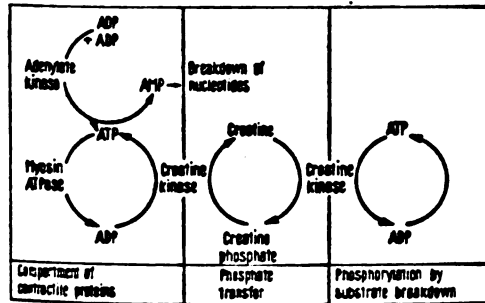 ADP
+ ADP
Adenylate
kinase
AMP
Breakdown of
nucleotides
ATP
Myosin
ATPase
ADP
Creatine
kinase
Creatine
Creatine
phosphate
Creatine
kinase
ATP
ADP
Compartment of
contractile proteins
Phosphate
transfer
Phosphorylation by
substrate breakdown